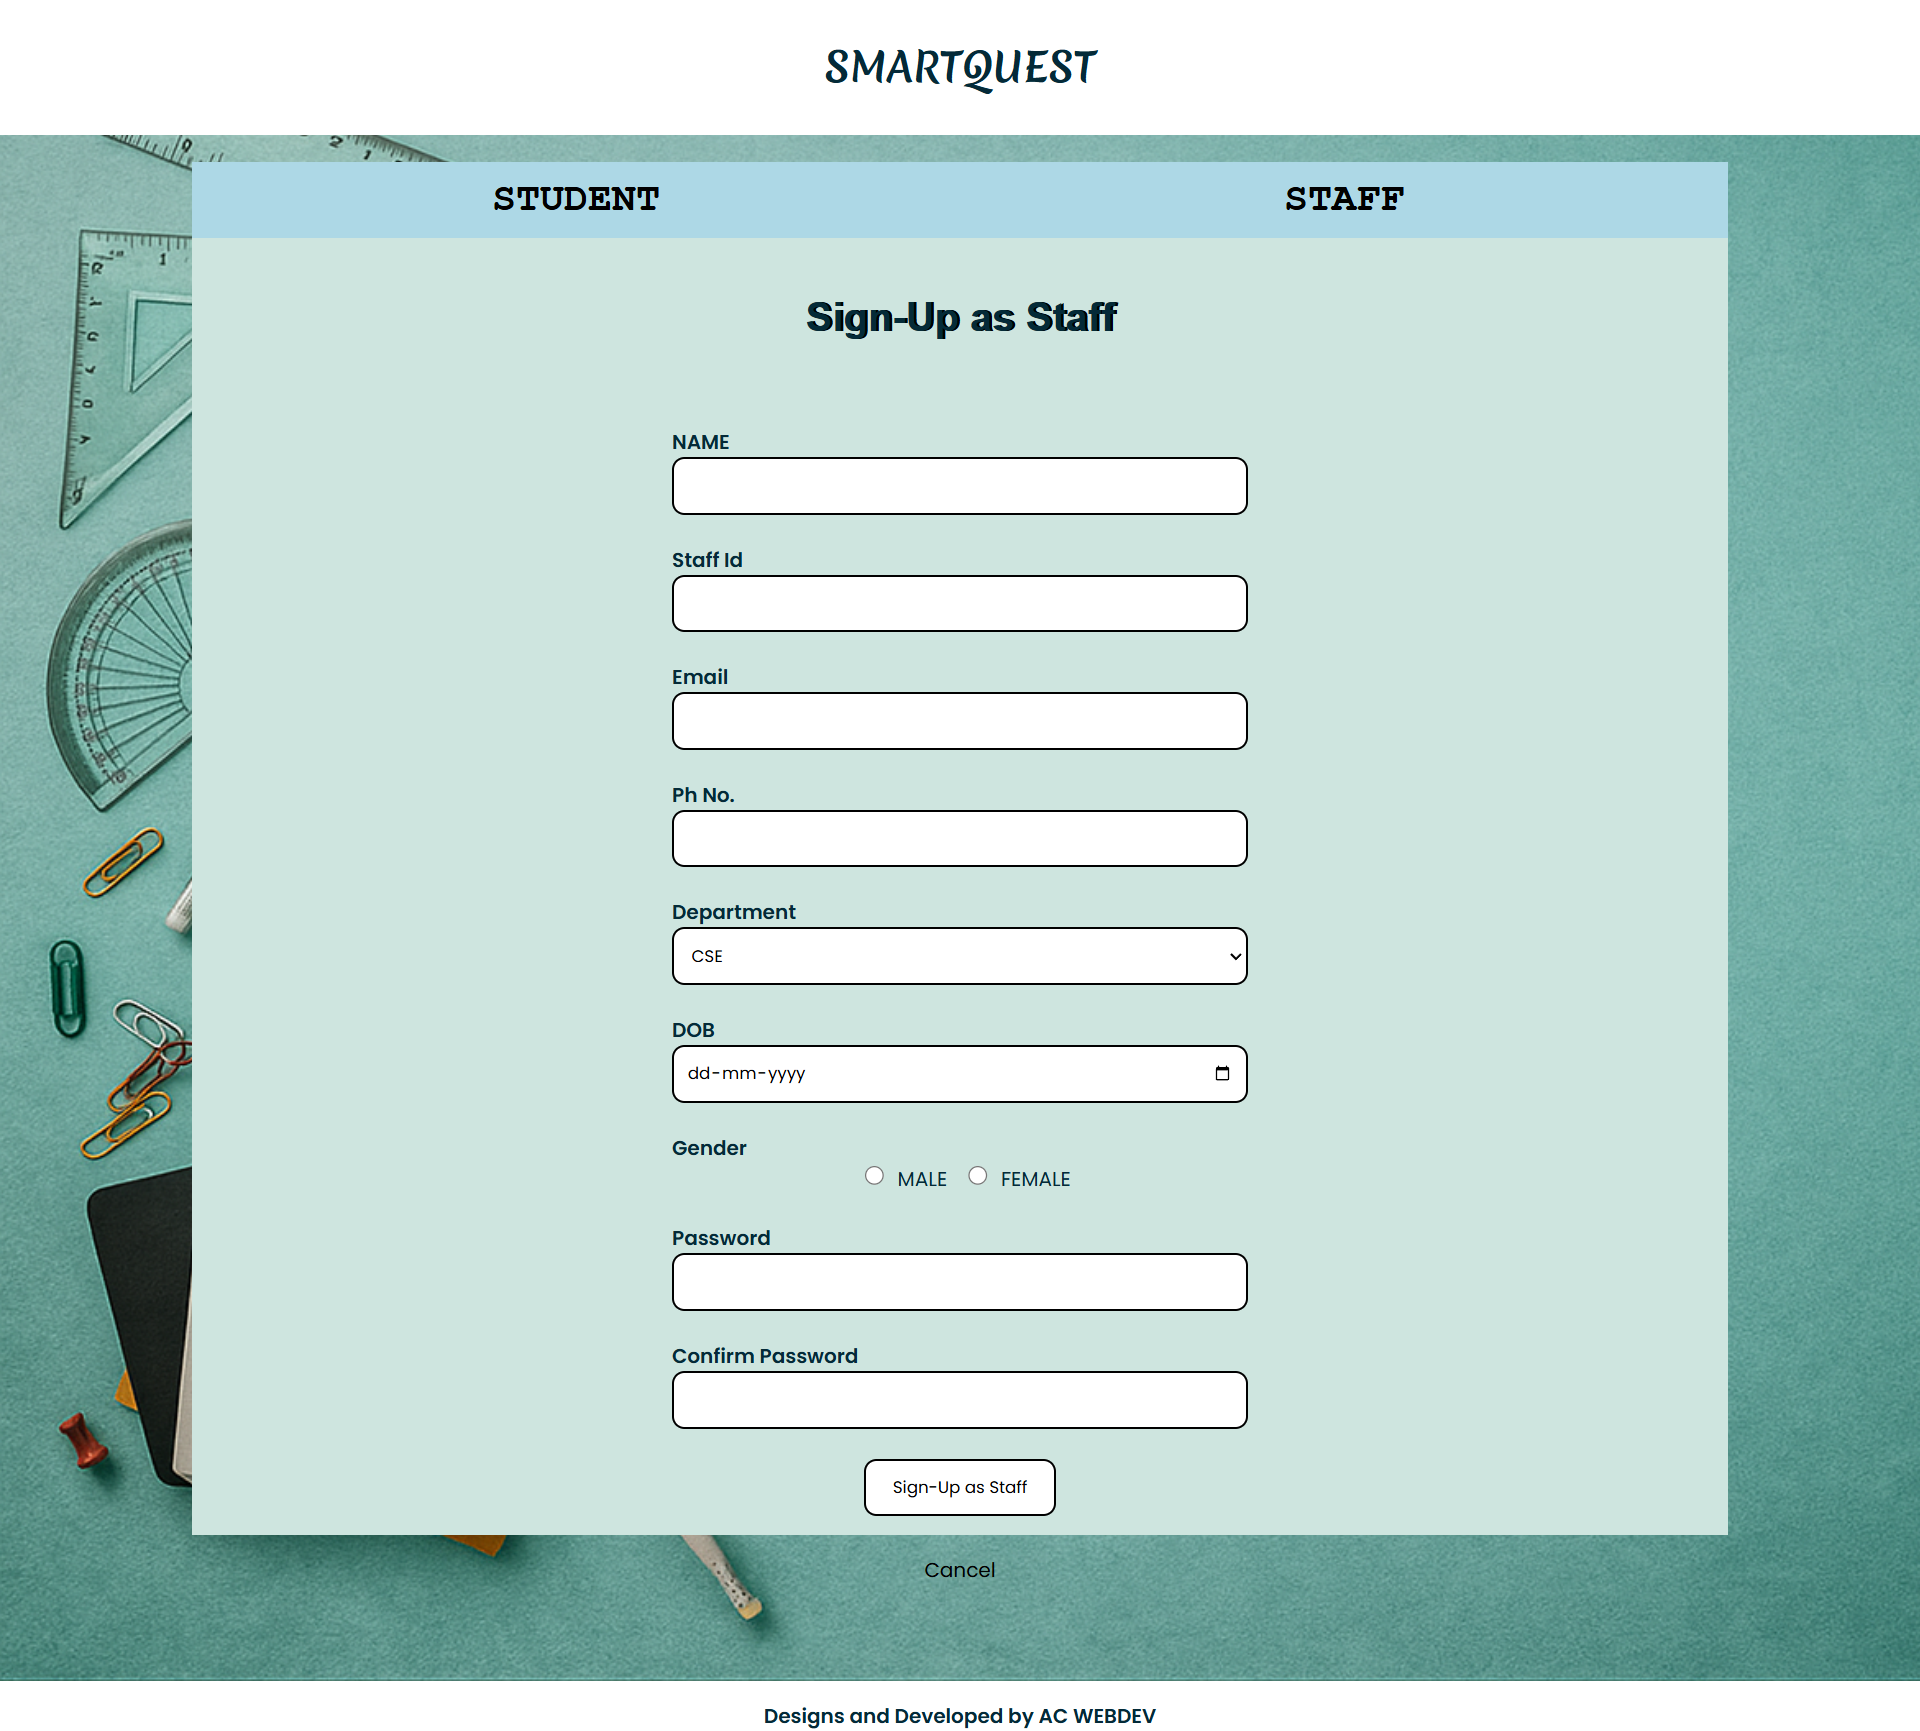 SMARTQUEST
STUDENT STAFF
Sign-Up as Staff
NAME
Staff Id
Email
Ph No.
Department
CSE
DOB
dd-mm-yyyy
Gender
MALE FEMALE
Password
Confirm Password
Sign-Up as Staff
Cancel
Designs and Developed by AC WEBDEV